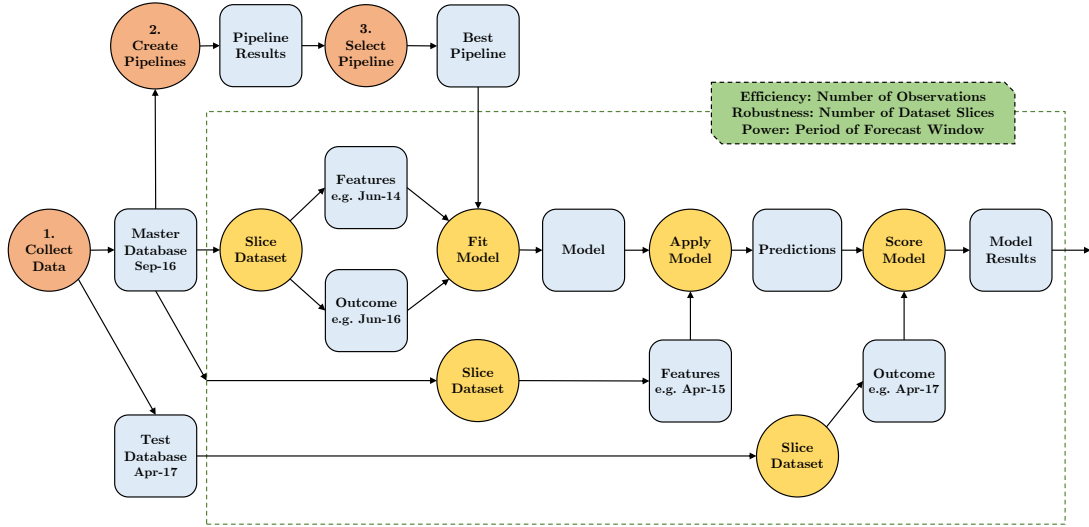 2.
Create
Pipelines
Pipeline
Results
3.
Select
Pipeline
Best
Pipeline
Efficiency: Number of Observations
Robustness: Number of Dataset Slices
Power: Period of Forecast Window
1.
Collect
Data
Master
Database
Sep-16
Slice
Dataset
Features
e.g. Jun-14
Outcome
e.g. Jun-16
Fit
Model
Model
Apply
Model
Predictions
Score
Model
Model
Results
Slice
Dataset
Features
e.g. Apr-15
Outcome
e.g. Apr-17
Test
Database
Apr-17
Slice
Dataset